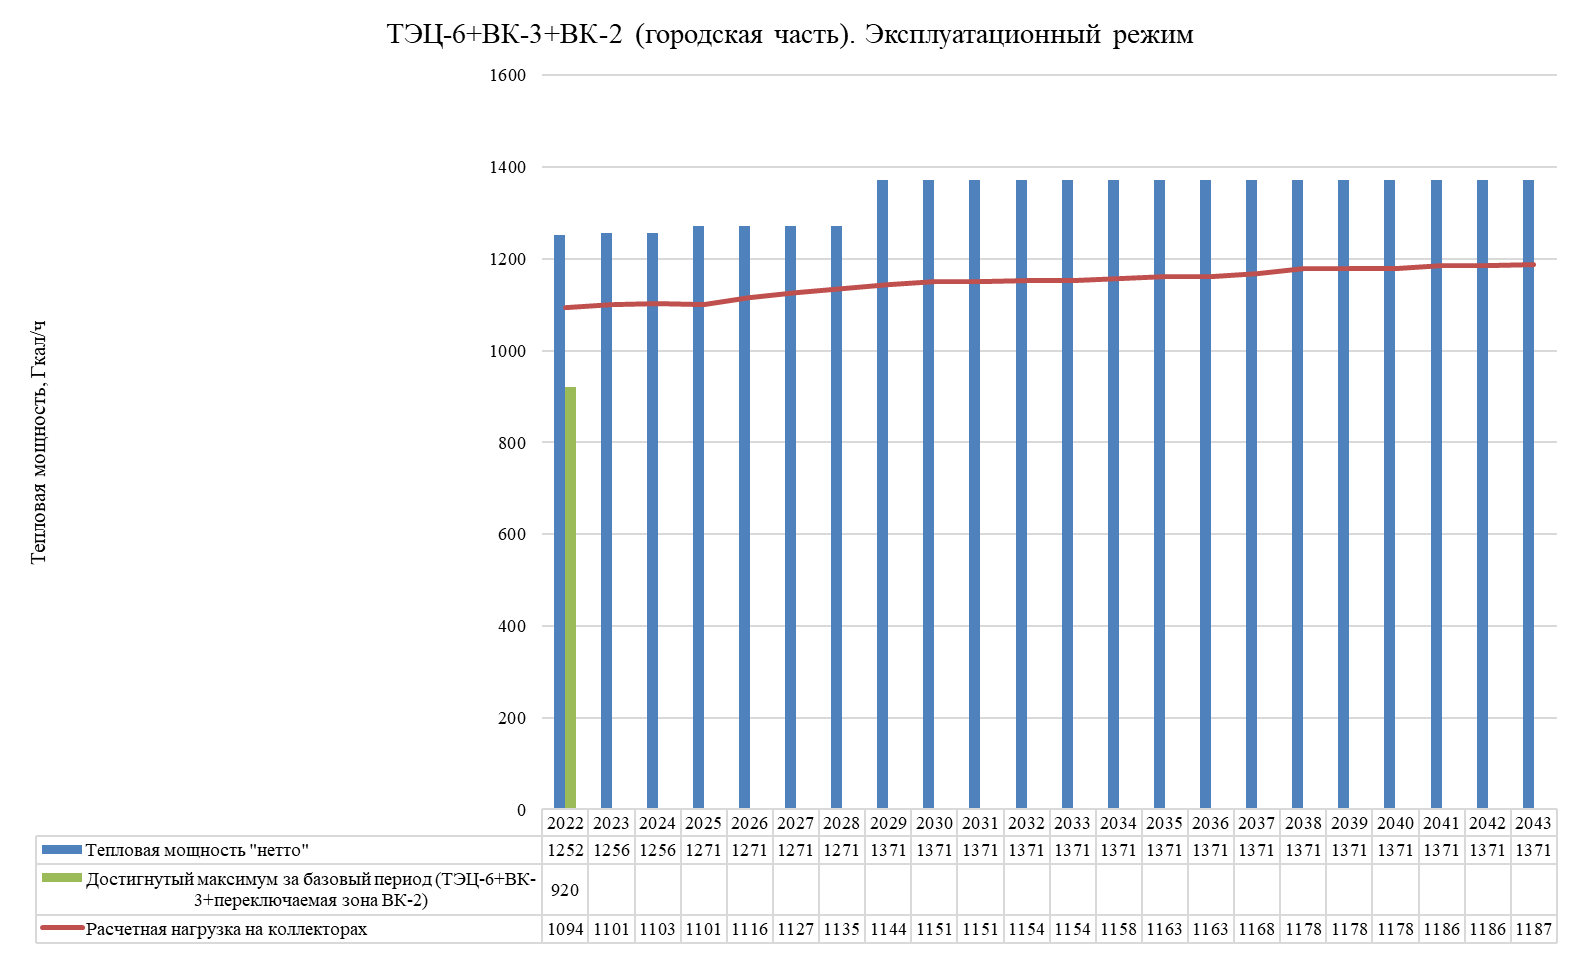 ТЭЦ-6+ВК-3+ВК-2 (городская часть). Эксплуатационный режим
Тепловая мощность, Гкал/ч
1600
1400
1200
1000
800
600
400
200
0
2022 2023 2024 2025 2026 2027 2028 2029 2030 2031 2032 2033 2034 2035 2036 2037 2038 2039 2040 2041 2042 2043
Тепловая мощность "нетто" 1252 1256 1256 1271 1271 1271 1271 1371 1371 1371 1371 1371 1371 1371 1371 1371 1371 1371 1371 1371 1371 1371
Достигнутый максимум за базовый период (ТЭЦ-6+ВК-
3+переключаемая зона ВК-2) 920
Расчетная нагрузка на коллекторах 1094 1101 1103 1101 1116 1127 1135 1144 1151 1151 1154 1154 1158 1163 1163 1168 1178 1178 1178 1186 1186 1187